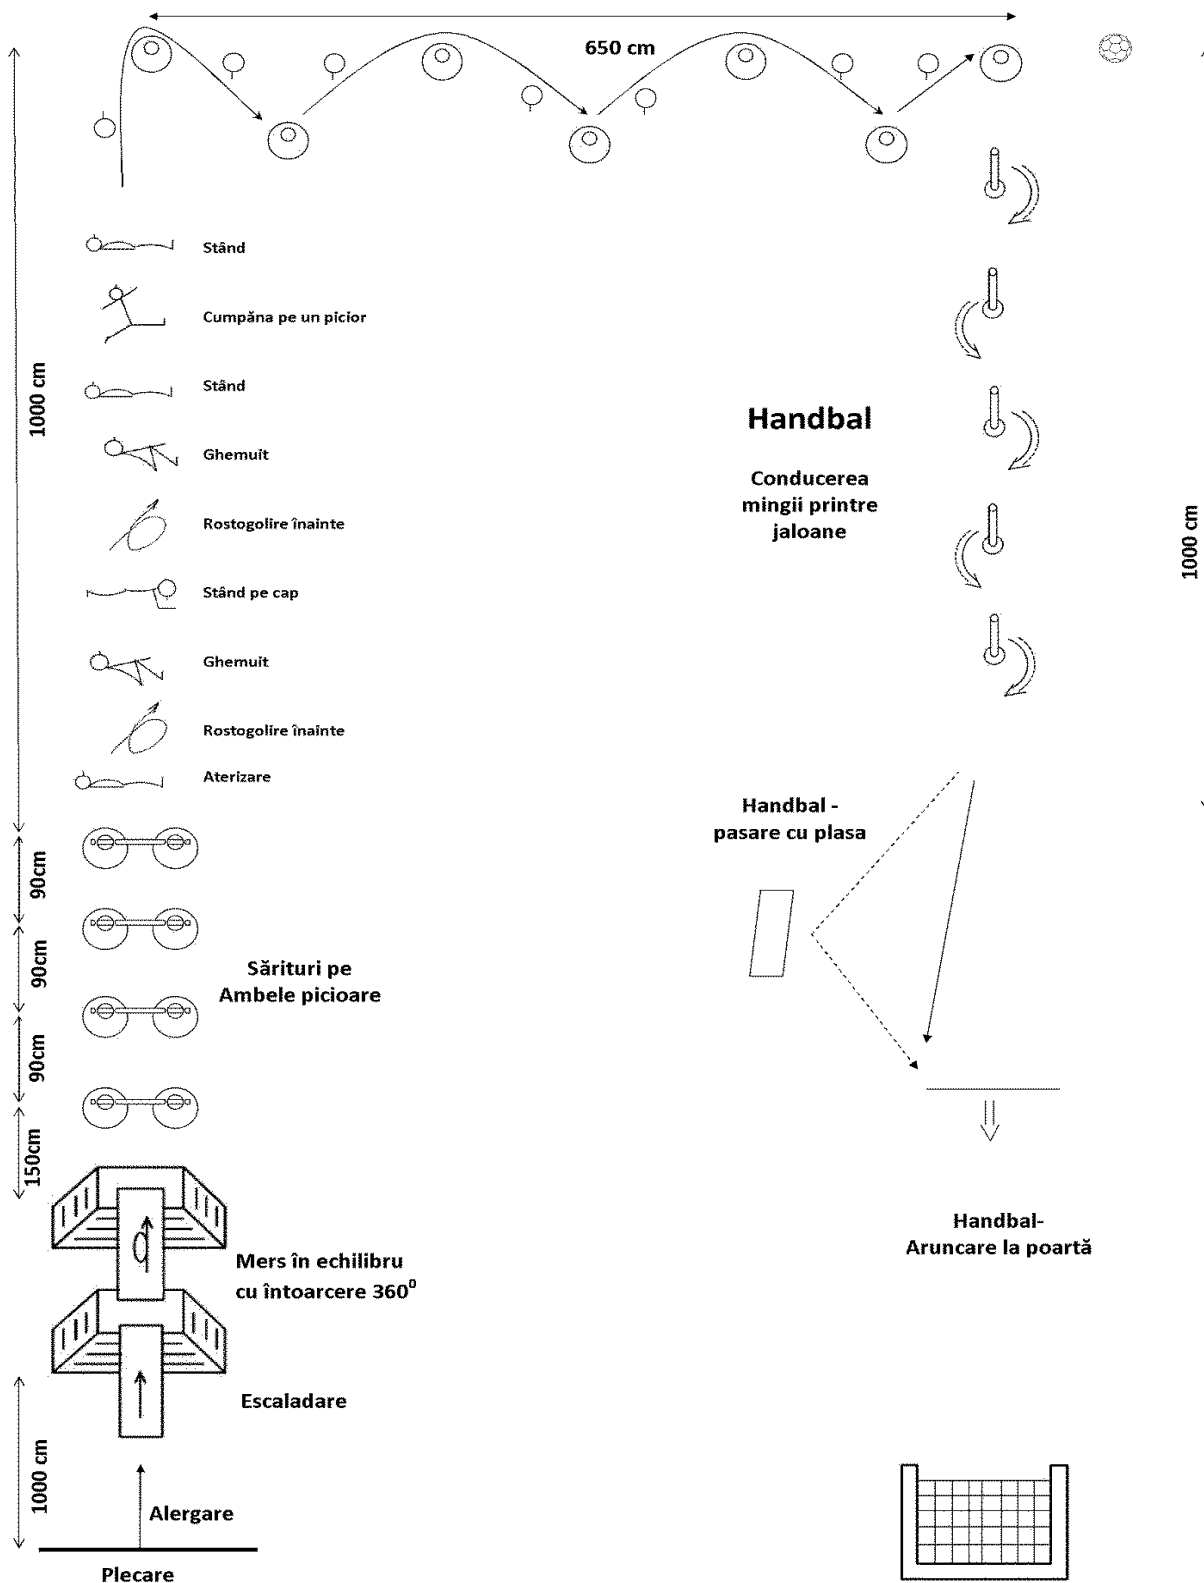 650 cm
Stând
Cumpăna pe un picior
Stând
1000 cm
Ghemuit
Rostogolire înainte
Stând pe cap
Ghemuit
Rostogolire înainte
Aterizare
Handbal
Conducerea
mingii printre
jaloane
1000 cm
Handbal -
pasare cu plasa
90cm
90cm
90cm
150cm
Sărituri pe
Ambele picioare
Mers în echilibru
cu întoarcere 360⁰
Handbal-
Aruncare la poartă
Escaladare
1000 cm
Alergare
Plecare